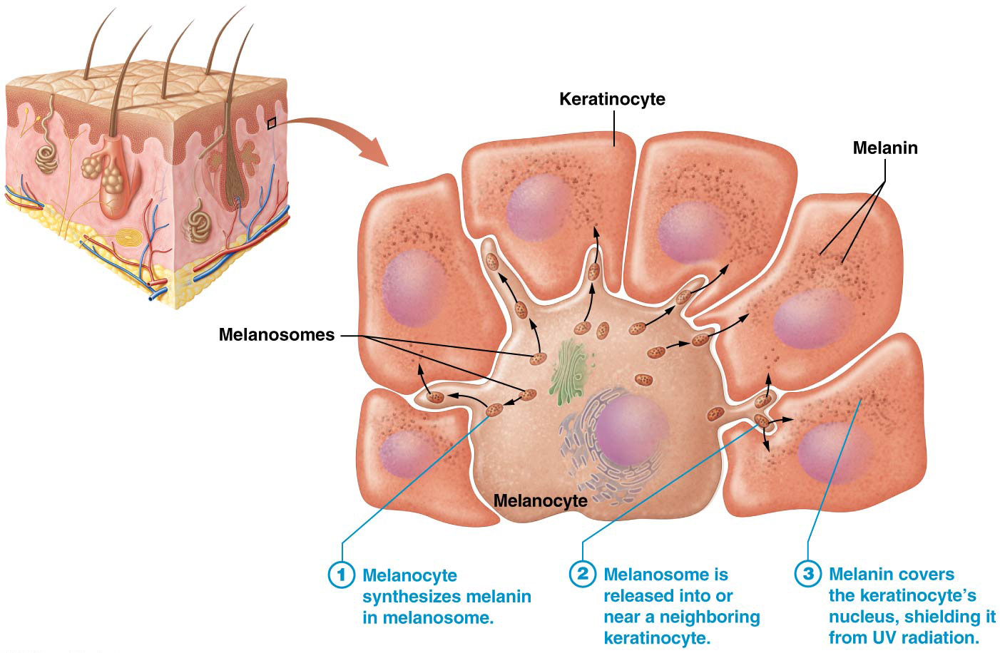 Keratinocyte
Melanin
Melanosomes
Melanocyte
1 Melanocyte
synthesizes melanin
in melanosome.
2 Melanosome is
released into or
near a neighboring
keratinocyte.
3 Melanin covers
the keratinocyte's
nucleus, shielding it
from UV radiation.